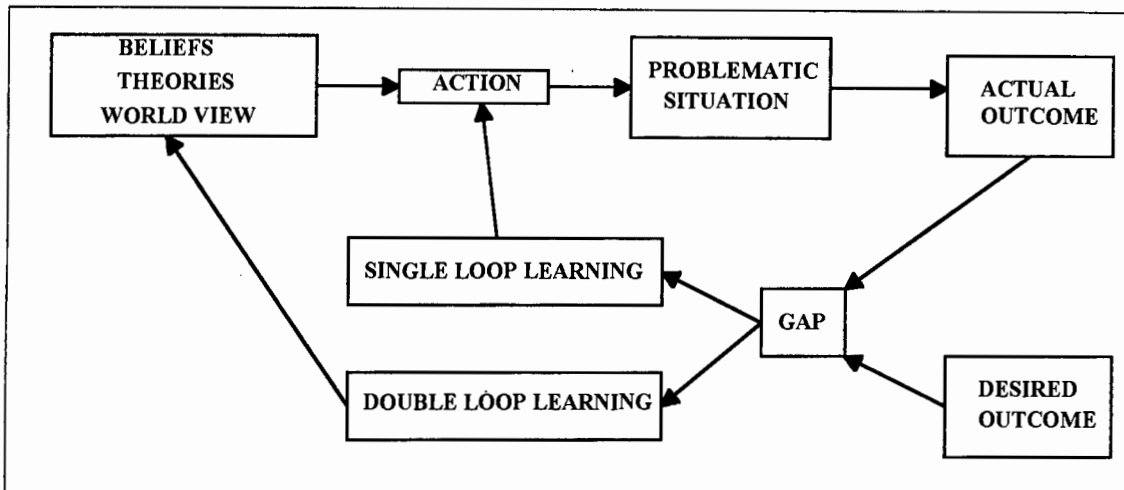 BELIEFS
THEORIES
WORLD VIEW
ACTION
PROBLEMATIC
SITUATION
ACTUAL
OUTCOME
SINGLE LOOP LEARNING
GAP
DOUBLE LOOP LEARNING
DESIRED
OUTCOME